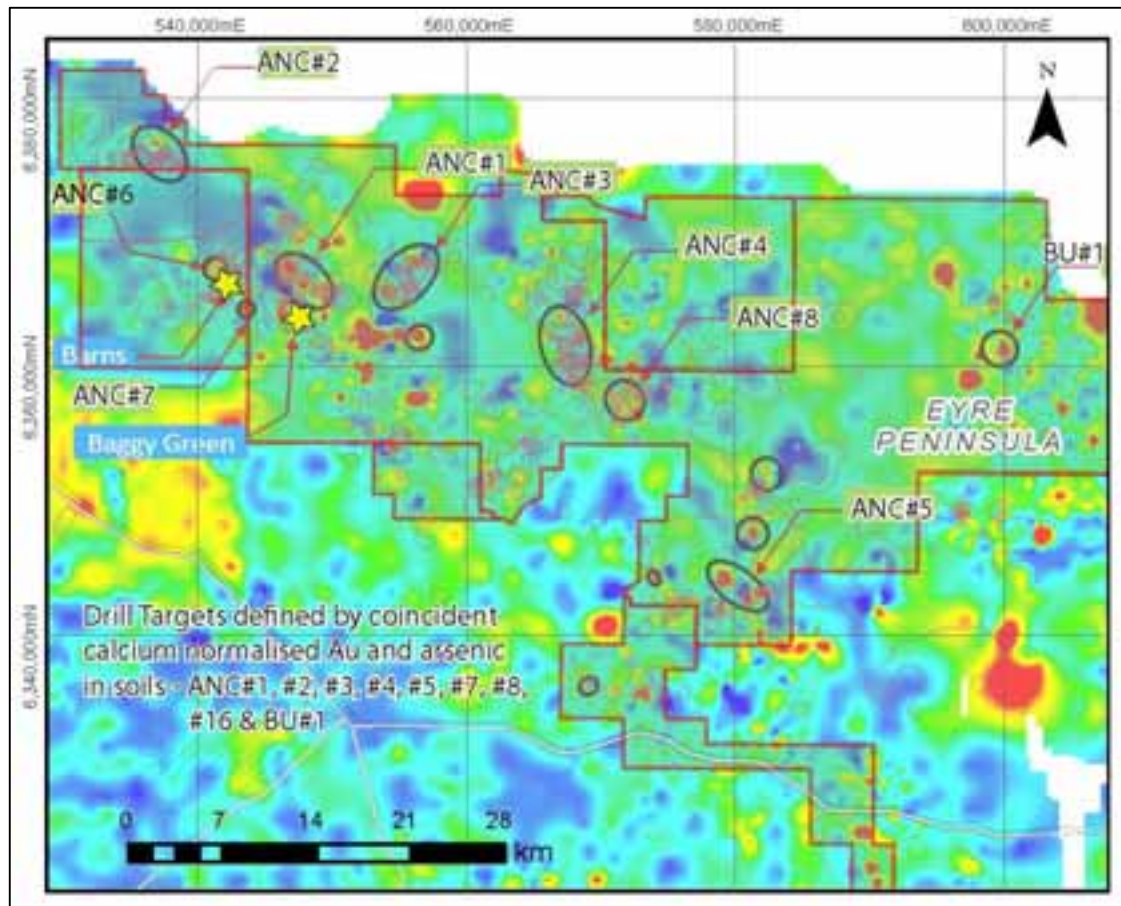 540,000mE
560,000mE
580,000mE
600,000mE
6,380,000mN
6,360,000mN
6,340,000mN
N
ANC#2
ANC#1
ANC#3
ANC#6
ANC#4
BU#1
ANC#8
Barns
ANC#7
Baggy Green
EYRE
PENINSULA
ANC#5
Drill Targets defined by coincident
calcium normalised Au and arsenic
in soils - ANC#1, #2, #3, #4, #5, #7, #8,
#16 & BU#1
0 7 14 21 28
km